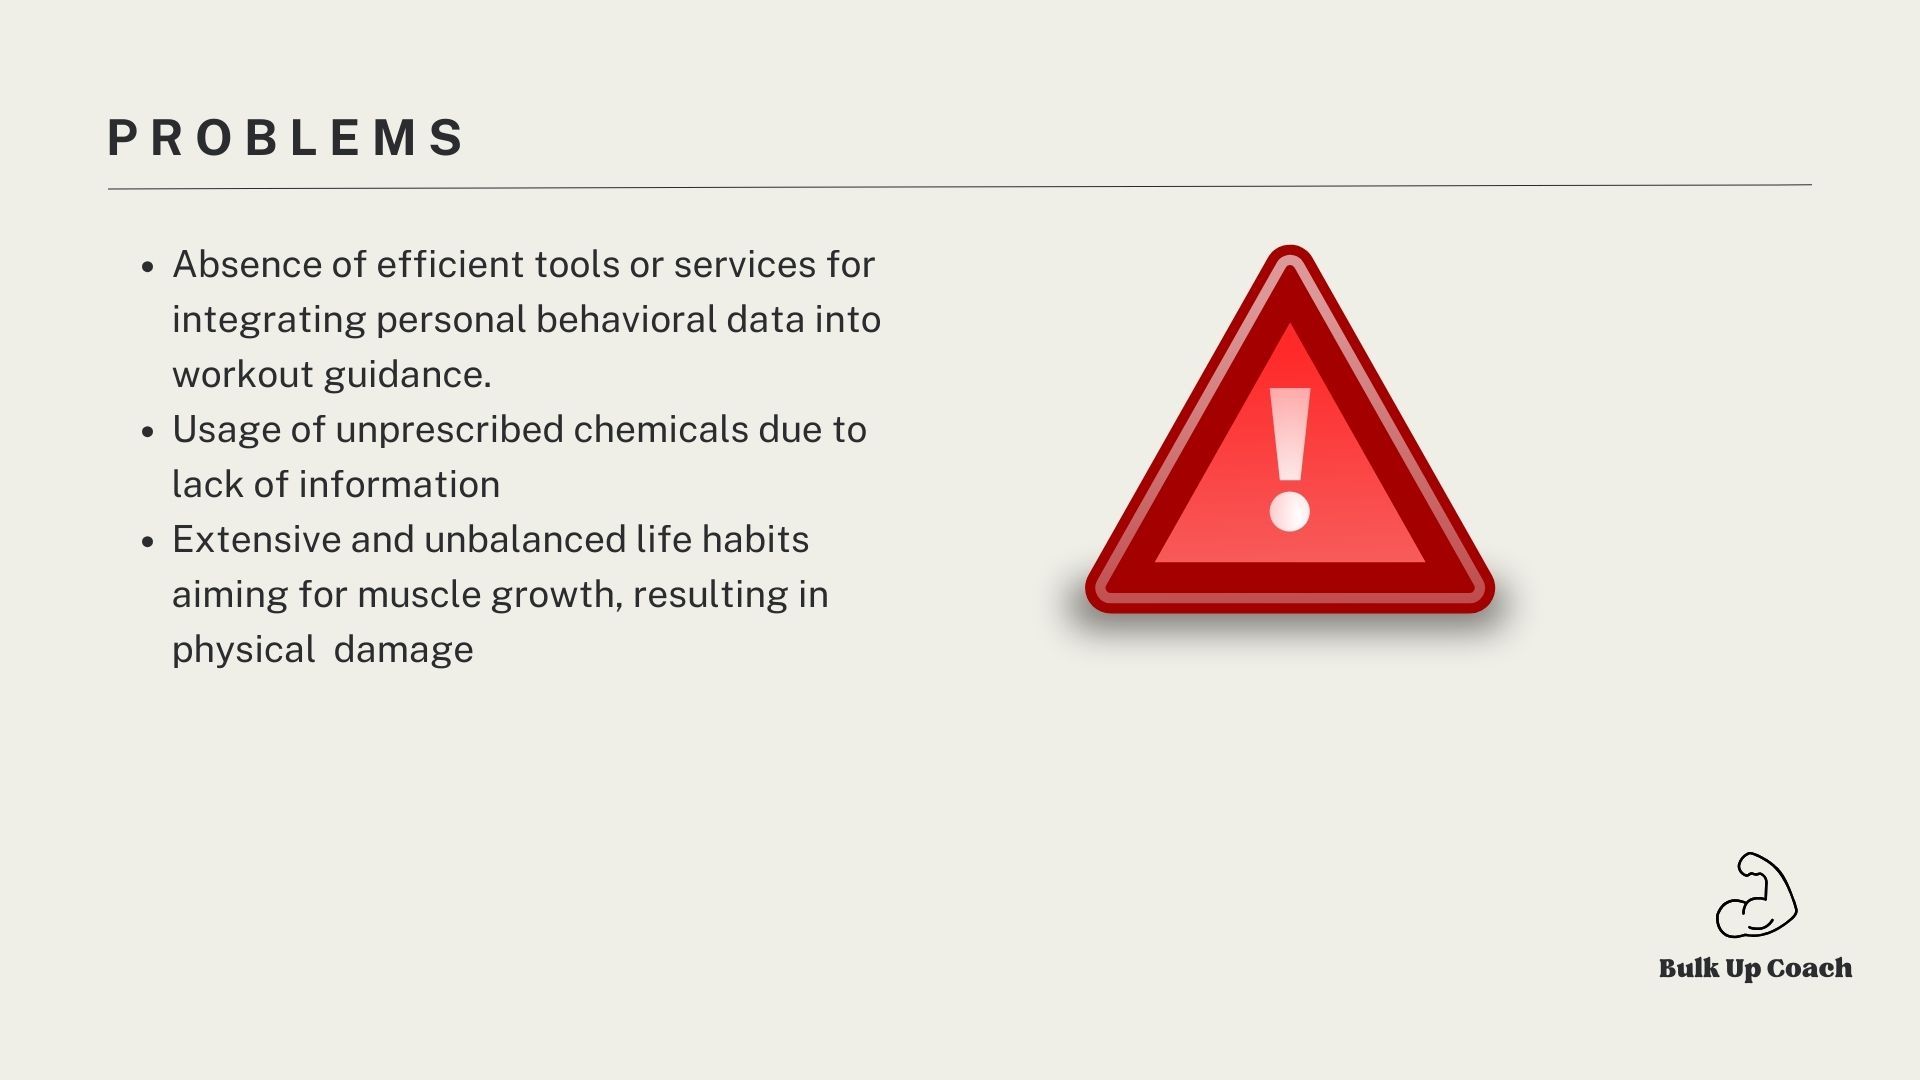 PROBLEMS
• Absence of efficient tools or services for
integrating personal behavioral data into
workout guidance.
• Usage of unprescribed chemicals due to
lack of information
• Extensive and unbalanced life habits
aiming for muscle growth, resulting in
physical  damage
!
Bulk Up Coach